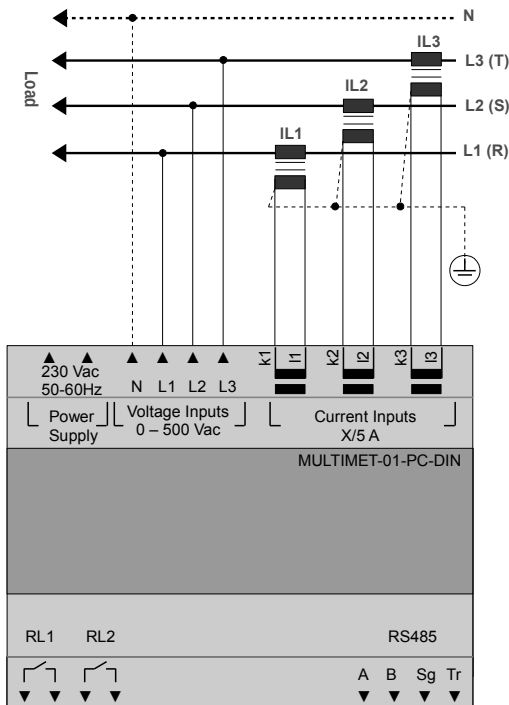 N
IL3
L3 (T)
Load
IL2
L2 (S)
IL1
L1 (R)
k1 l1 k2 l2 k3 l3
230 Vac
50-60Hz
N L1 L2 L3
Power
Supply
Voltage Inputs
0 – 500 Vac
Current Inputs
X/5 A
MULTIMET-01-PC-DIN
RL1 RL2 RS485
A B Sg Tr